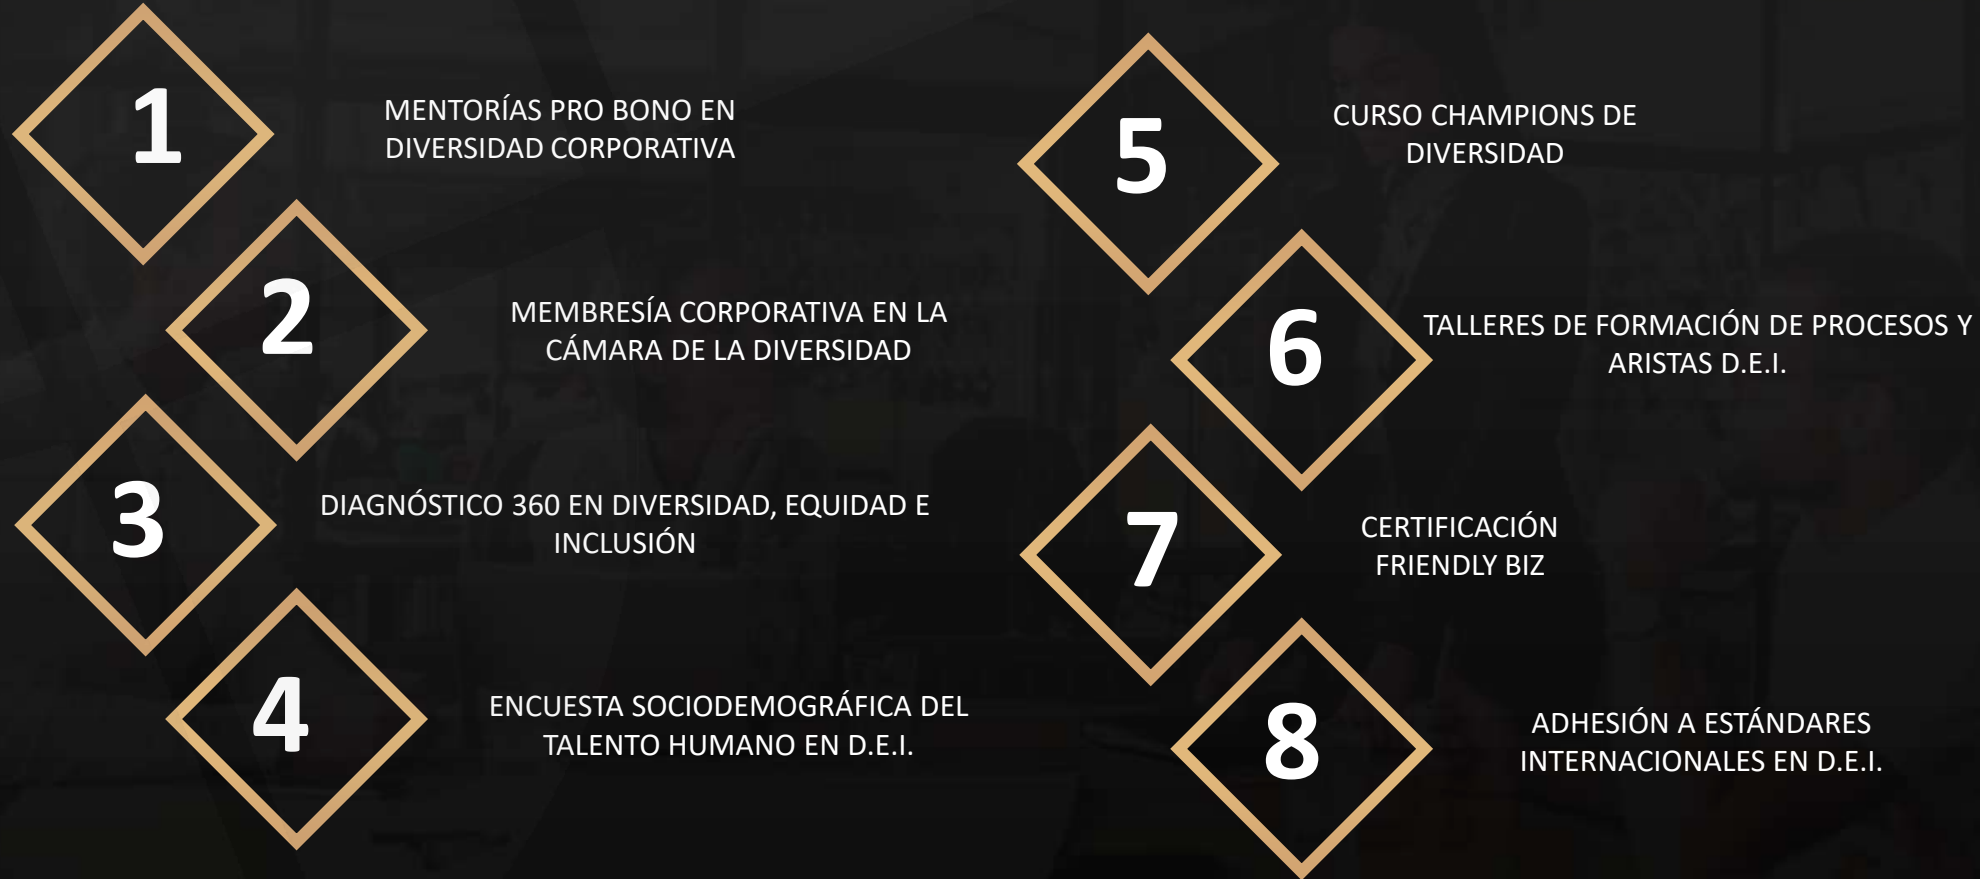 1
MENTORÍAS PRO BONO EN
DIVERSIDAD CORPORATIVA
2
MEMBRESÍA CORPORATIVA EN LA
CÁMARA DE LA DIVERSIDAD
3
DIAGNÓSTICO 360 EN DIVERSIDAD, EQUIDAD E
INCLUSIÓN
4
ENCUESTA SOCIODEMOGRÁFICA DEL
TALENTO HUMANO EN D.E.I.
5
CURSO CHAMPIONS DE
DIVERSIDAD
6
TALLERES DE FORMACIÓN DE PROCESOS Y
ARISTAS D.E.I.
7
CERTIFICACIÓN
FRIENDLY BIZ
8
ADHESIÓN A ESTÁNDARES
INTERNACIONALES EN D.E.I.